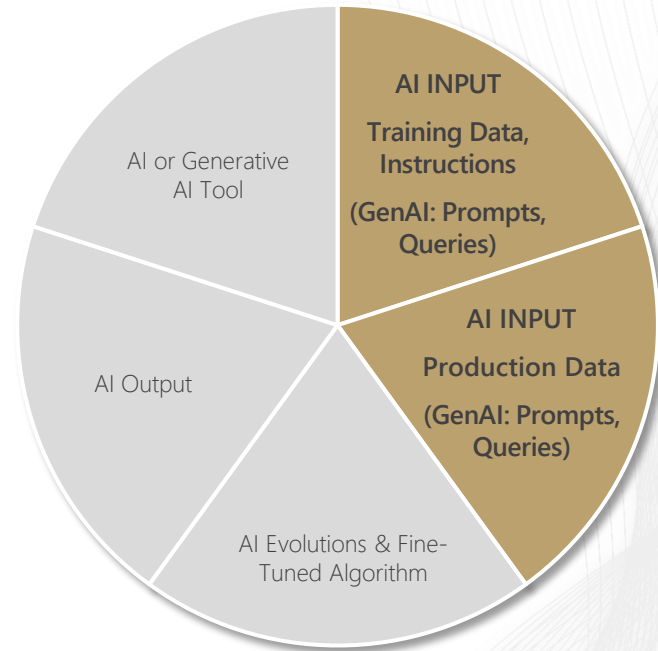 AI INPUT
Training Data,
Instructions
(GenAI: Prompts,
Queries)
AI INPUT
Production Data
(GenAI: Prompts,
Queries)
AI Evolutions & Fine-
Tuned Algorithm
AI Output
AI or Generative
AI Tool